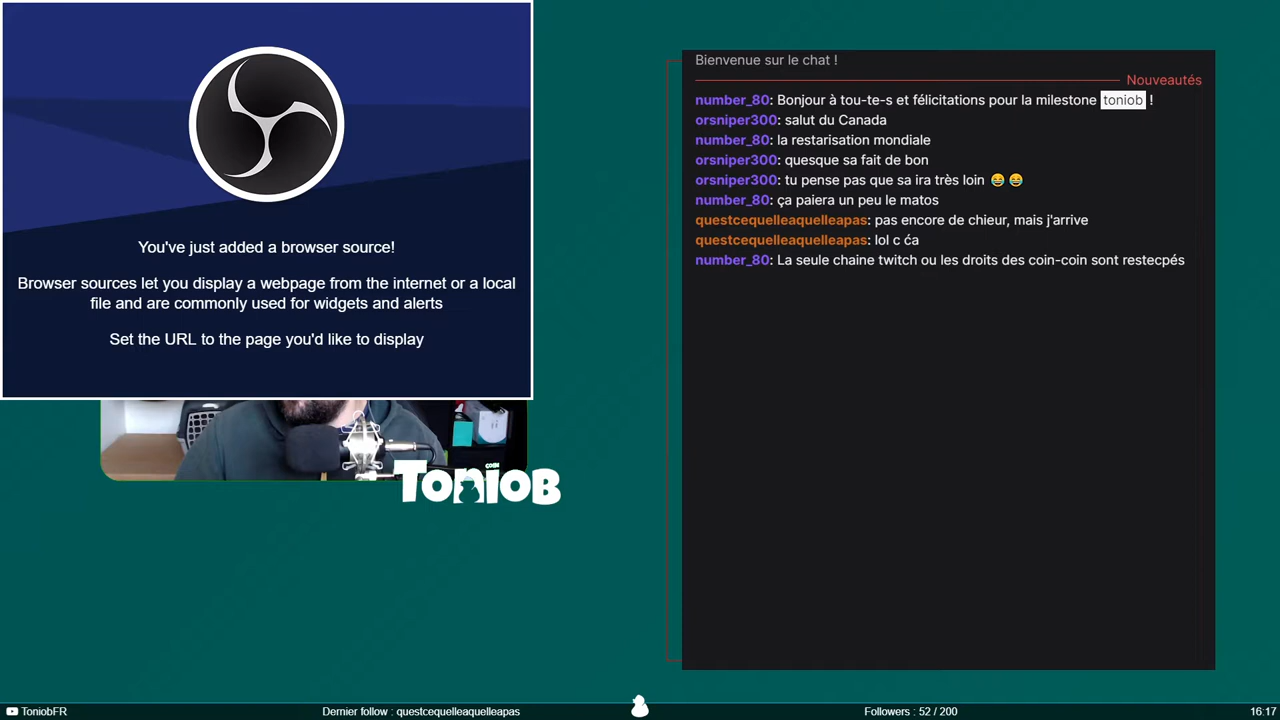 You've just added a browser source!
Browser sources let you display a webpage from the internet or a local
file and are commonly used for widgets and alerts
Set the URL to the page you'd like to display
COIN
ToNiOB
Bienvenue sur le chat !
Nouveautés
number_80: Bonjour à tou-te-s et félicitations pour la milestone toniob !
orsniper300: salut du Canada
number_80: la restarisation mondiale
orsniper300: quesque sa fait de bon
orsniper300: tu pense pas que sa ira très loin 😂 😂
number_80: ça paiera un peu le matos
questcequelleaquelleapas: pas encore de chieur, mais j'arrive
questcequelleaquelleapas: lol c ća
number_80: La seule chaine twitch ou les droits des coin-coin sont restecpés
ToniobFR
Dernier follow : questcequelleaquelleapas
Followers : 52 / 200
16:17